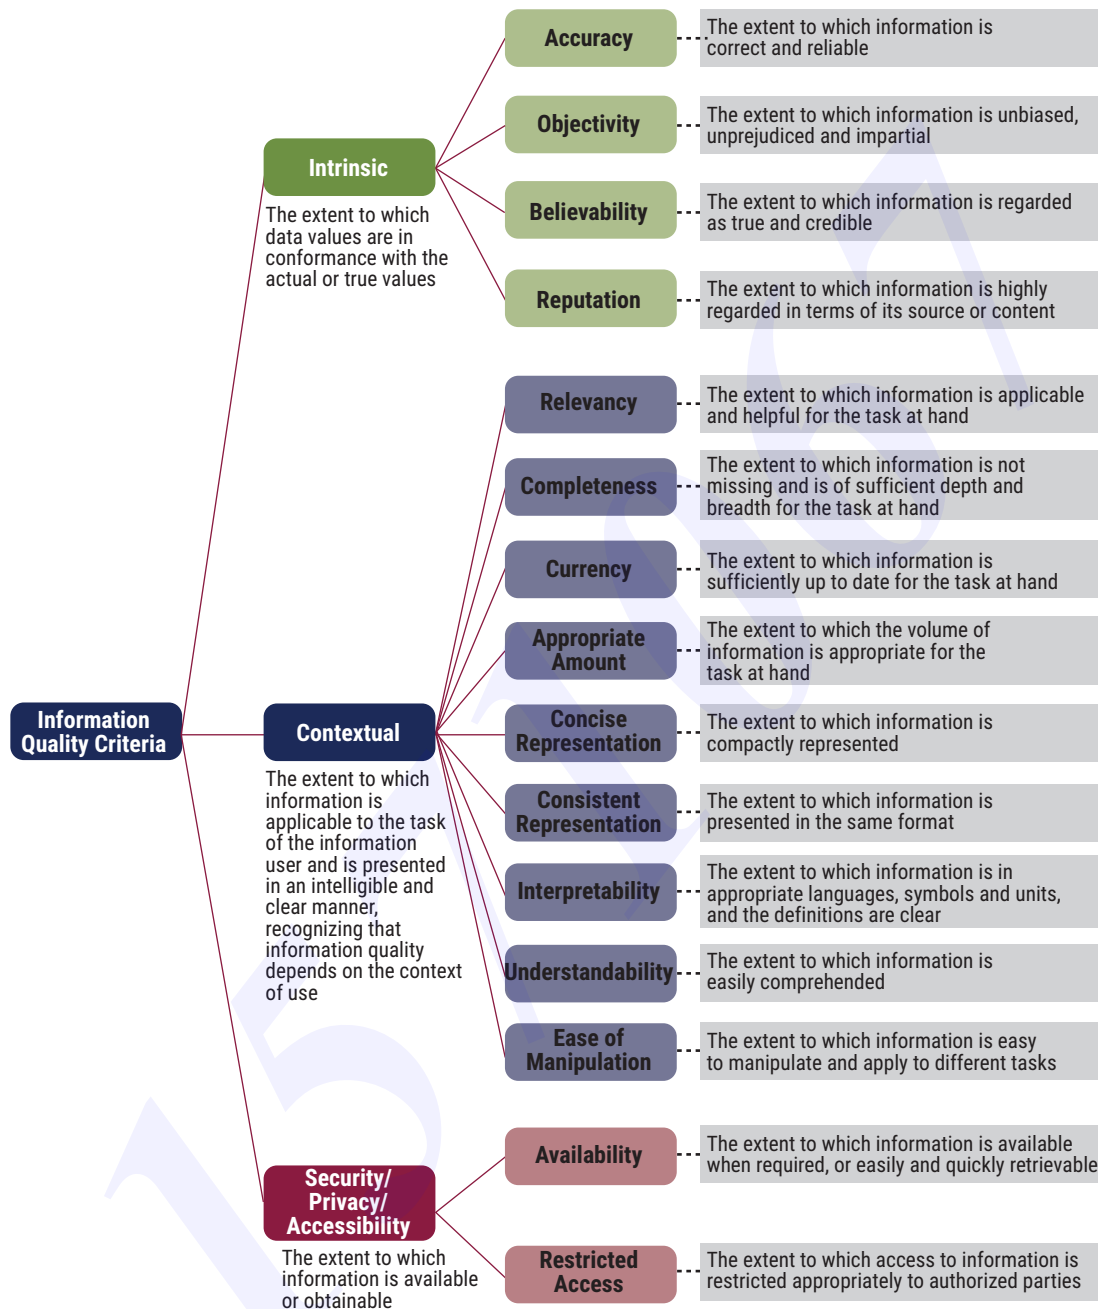 Accuracy
The extent to which information is
correct and reliable
Objectivity
The extent to which information is unbiased,
unprejudiced and impartial
Intrinsic
The extent to which
data values are in
conformance with the
actual or true values
Believability
The extent to which information is regarded
as true and credible
Reputation
The extent to which information is highly
regarded in terms of its source or content
Relevancy
The extent to which information is applicable
and helpful for the task at hand
Completeness
The extent to which information is not
missing and is of sufficient depth and
breadth for the task at hand
Currency
The extent to which information is
sufficiently up to date for the task at hand
Appropriate
Amount
The extent to which the volume of
information is appropriate for the
task at hand
Information
Quality Criteria
Contextual
The extent to which
information is
applicable to the task
of the information
user and is presented
in an intelligible and
clear manner,
recognizing that
information quality
depends on the context
of use
Concise
Representation
The extent to which information is
compactly represented
Consistent
Representation
The extent to which information is
presented in the same format
Interpretability
The extent to which information is in
appropriate languages, symbols and units,
and the definitions are clear
Understandability
The extent to which information is
easily comprehended
Ease of
Manipulation
The extent to which information is easy
to manipulate and apply to different tasks
Security/
Privacy/
Accessibility
The extent to which
information is available
or obtainable
Availability
The extent to which information is available
when required, or easily and quickly retrievable
Restricted
Access
The extent to which access to information is
restricted appropriately to authorized parties